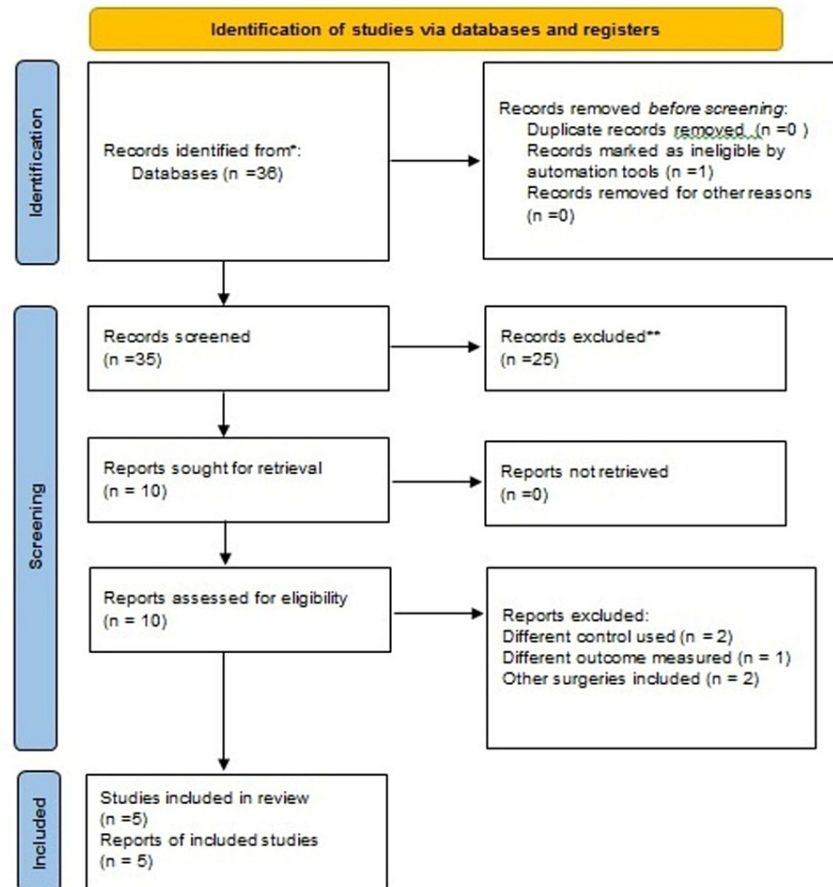 Identification of studies via databases and registers
Identification
Records identified from*:
Databases (n =36)
Records removed before screening:
Duplicate records removed (n =0 )
Records marked as ineligible by
automation tools (n =1)
Records removed for other reasons
(n =0)
Screening
Records screened
(n =35)
Records excluded**
(n =25)
Reports sought for retrieval
(n = 10)
Reports not retrieved
(n =0)
Reports assessed for eligibility
(n = 10)
Reports excluded:
Different control used (n = 2)
Different outcome measured (n = 1)
Other surgeries included (n = 2)
Included
Studies included in review
(n =5)
Reports of included studies
(n = 5)